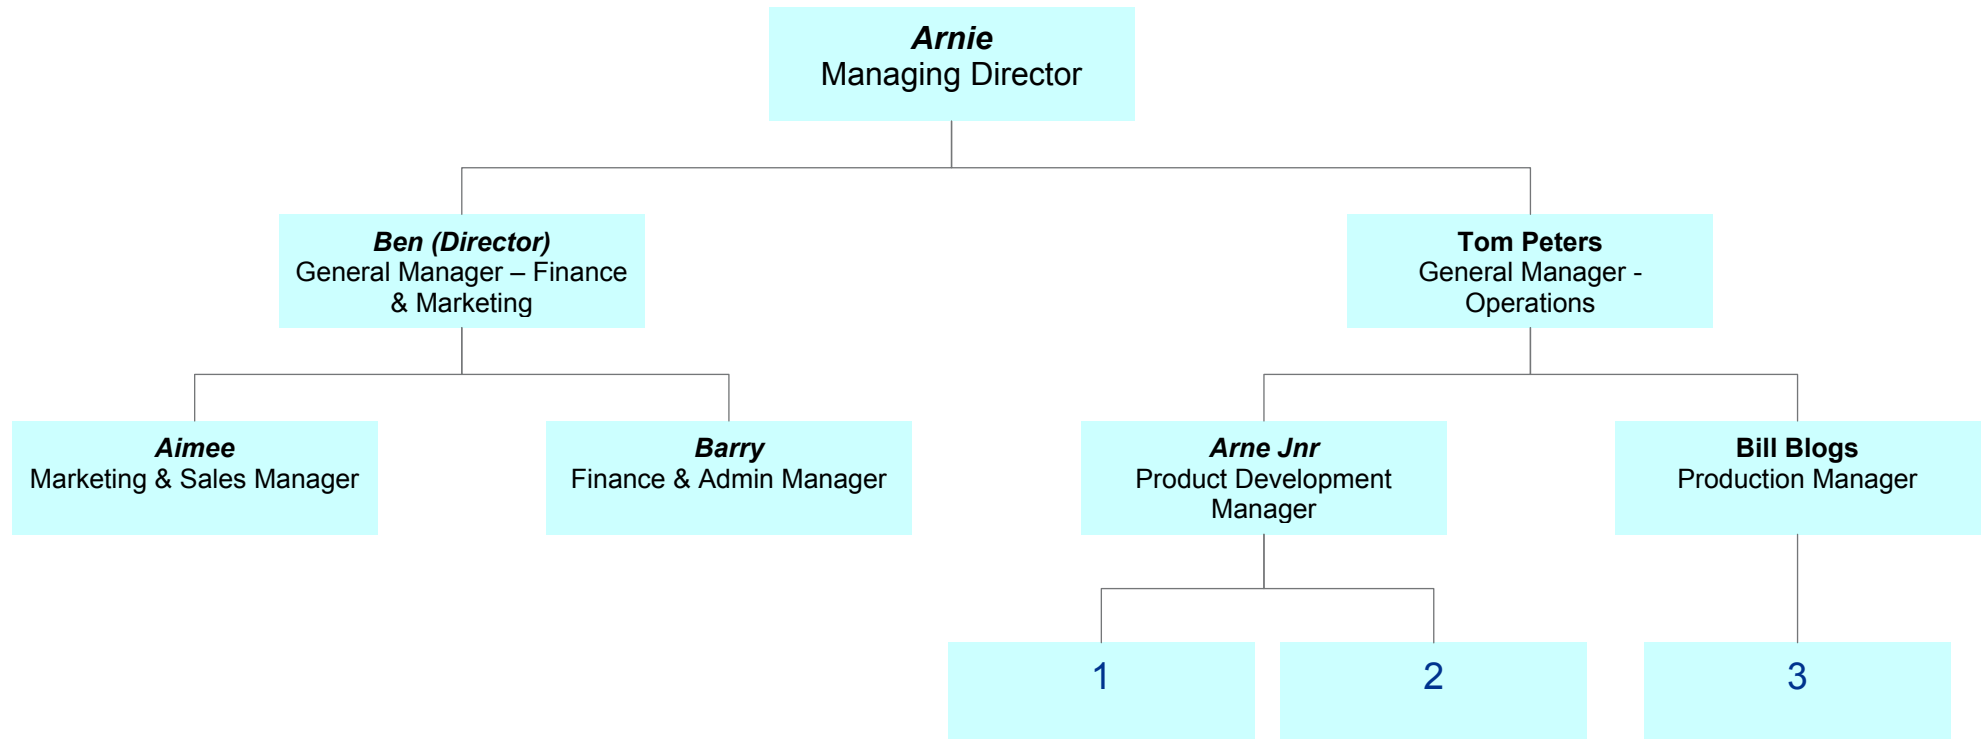 Arnie
Managing Director
Ben (Director)
General Manager – Finance
& Marketing
Tom Peters
General Manager -
Operations
Aimee
Marketing & Sales Manager
Barry
Finance & Admin Manager
Arne Jnr
Product Development
Manager
Bill Blogs
Production Manager
1
2
3